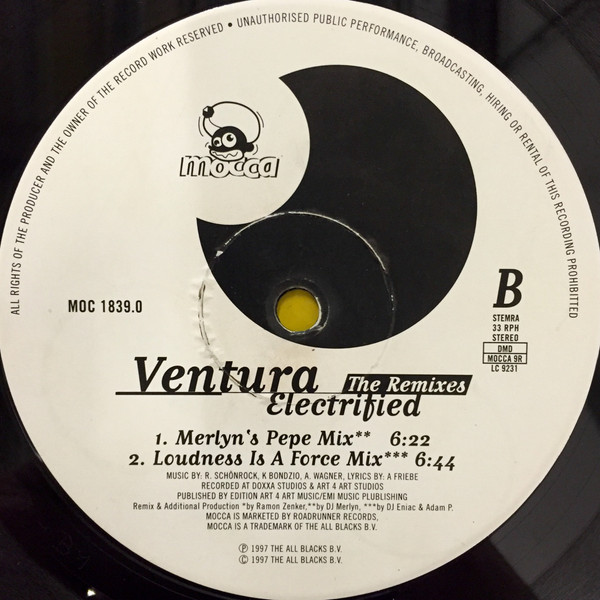 ALL RIGHTS OF THE PRODUCER AND THE OWNER OF THE RECORD WORK RESERVED • UNAUTHORISED PUBLIC PERFORMANCE, BROADCASTING, HIRING OR RENTAL OF THIS RECORDING PROHIBITTED
mocca
MOC 1839.0
B
STEMRA
33 RPH
STEREO
DMD
MOCCA 9R
LC 9231
Ventura The Remixes
Electrified
1. Merlyn's Pepe Mix** 6:22
2. Loudness Is A Force Mix*** 6:44
MUSIC BY: R. SCHÖNROCK, K BONDZIO, A. WAGNER, LYRICS BY: A FRIEBE
RECORDED AT DOXXA STUDIOS & ART 4 ART STUDIOS
PUBLISHED BY EDITION ART 4 ART MUSIC/EMI MUSIC PLUBLISHING
Remix & Additional Production *by Ramon Zenker,**by DJ Merlyn, ***by DJ Eniac & Adam P.
MOCCA IS MARKETED BY ROADRUNNER RECORDS,
MOCCA IS A TRADEMARK OF THE ALL BLACKS B.V.
℗ 1997 THE ALL BLACKS B.V.
© 1997 THE ALL BLACKS B.V.